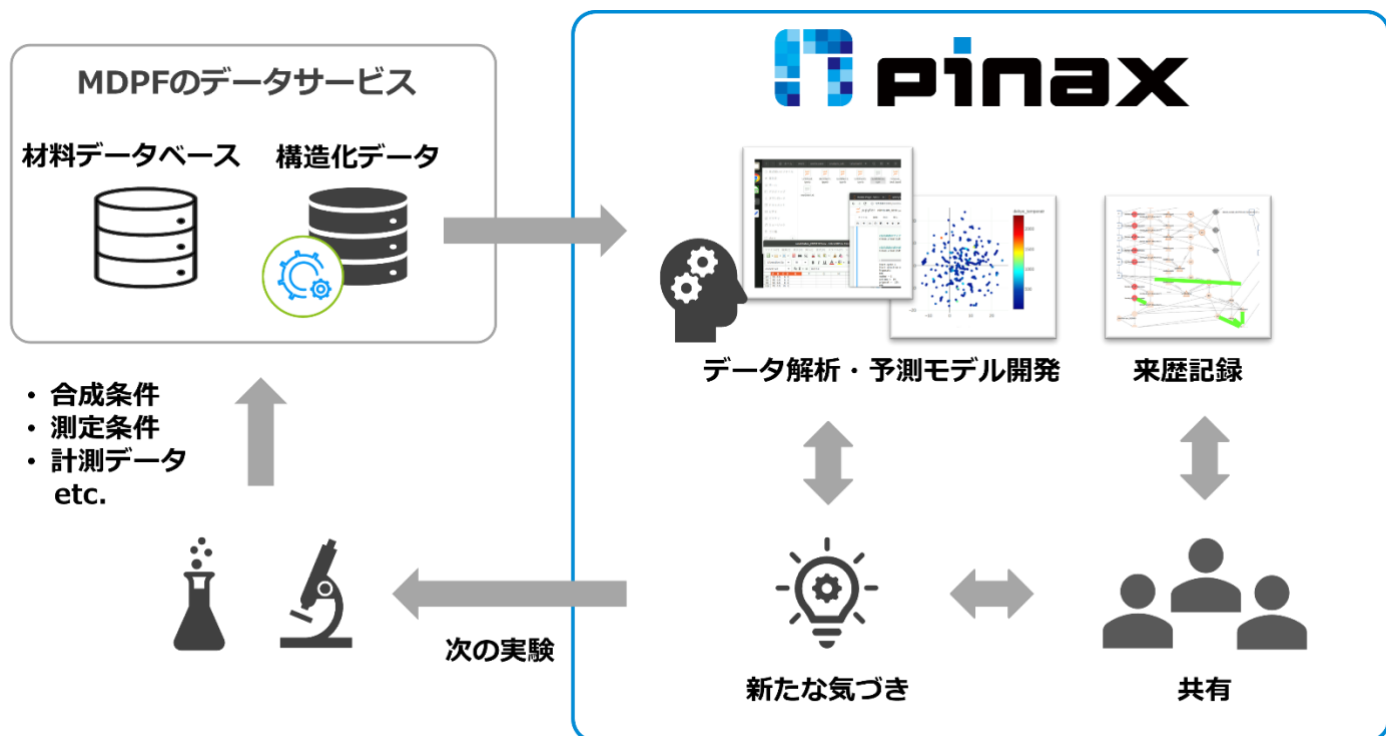 MDPFのデータサービス
材料データベース
構造化データ
pinax
データ解析・予測モデル開発
来歴記録
・ 合成条件
・ 測定条件
・ 計測データ
etc.
次の実験
新たな気づき
共有